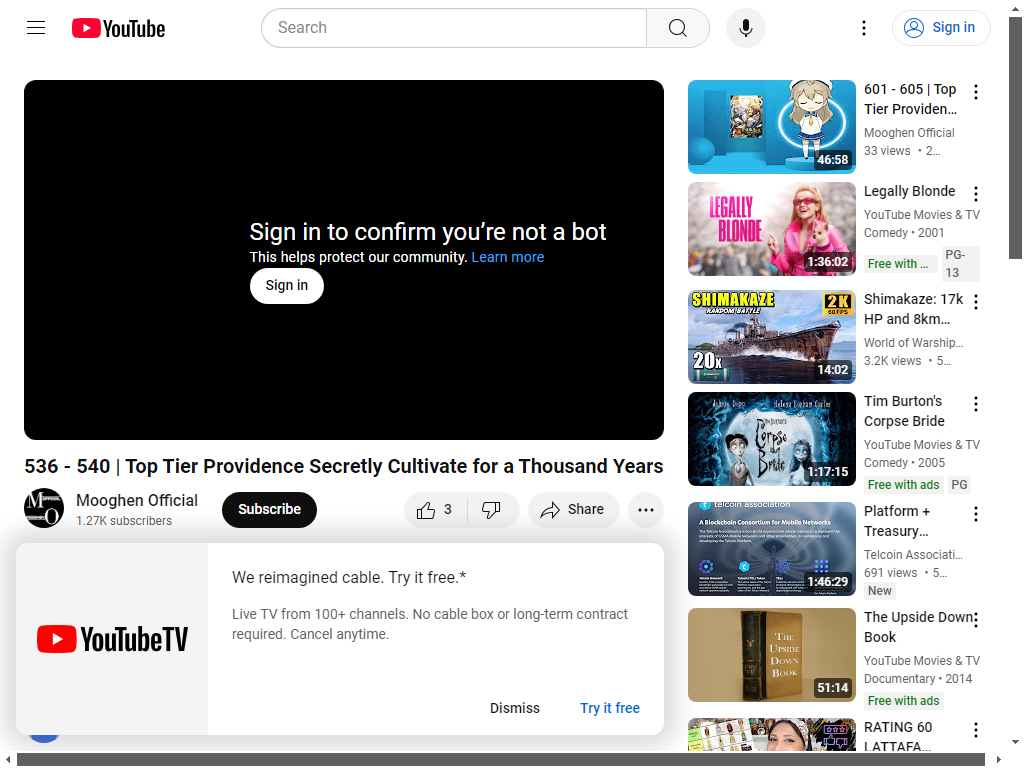 YouTube
Search
Sign in
Sign in to confirm you’re not a bot
This helps protect our community. Learn more
Sign in
536 - 540 | Top Tier Providence Secretly Cultivate for a Thousand Years
Mooghen Official
1.27K subscribers
Subscribe
3
Share
We reimagined cable. Try it free.*
Live TV from 100+ channels. No cable box or long-term contract
required. Cancel anytime.
YouTubeTV
Dismiss
Try it free
46:58
601 - 605 | Top
Tier Providen…
Mooghen Official
33 views • 2…
LEGALLY
BLONDE
1:36:02
Legally Blonde
YouTube Movies & TV
Comedy • 2001
Free with …
PG-
13
SHIMAKAZE
RANDOM BATTLE
2K
60 FPS
20x
14:02
Shimakaze: 17k
HP and 8km…
World of Warship…
3.2K views • 5…
Johnny Depp
Helena Bonham Carter
Corpse
Bride
1:17:15
Tim Burton's
Corpse Bride
YouTube Movies & TV
Comedy • 2005
Free with ads
PG
telcoin association
A Blockchain Consortium for Mobile Networks
1:46:29
Platform +
Treasury…
Telcoin Associati…
691 views • 5…
New
THE
UPSIDE
DOWN
BOOK
51:14
The Upside Down
Book
YouTube Movies & TV
Documentary • 2014
Free with ads
RATING 60
LATTAFA…